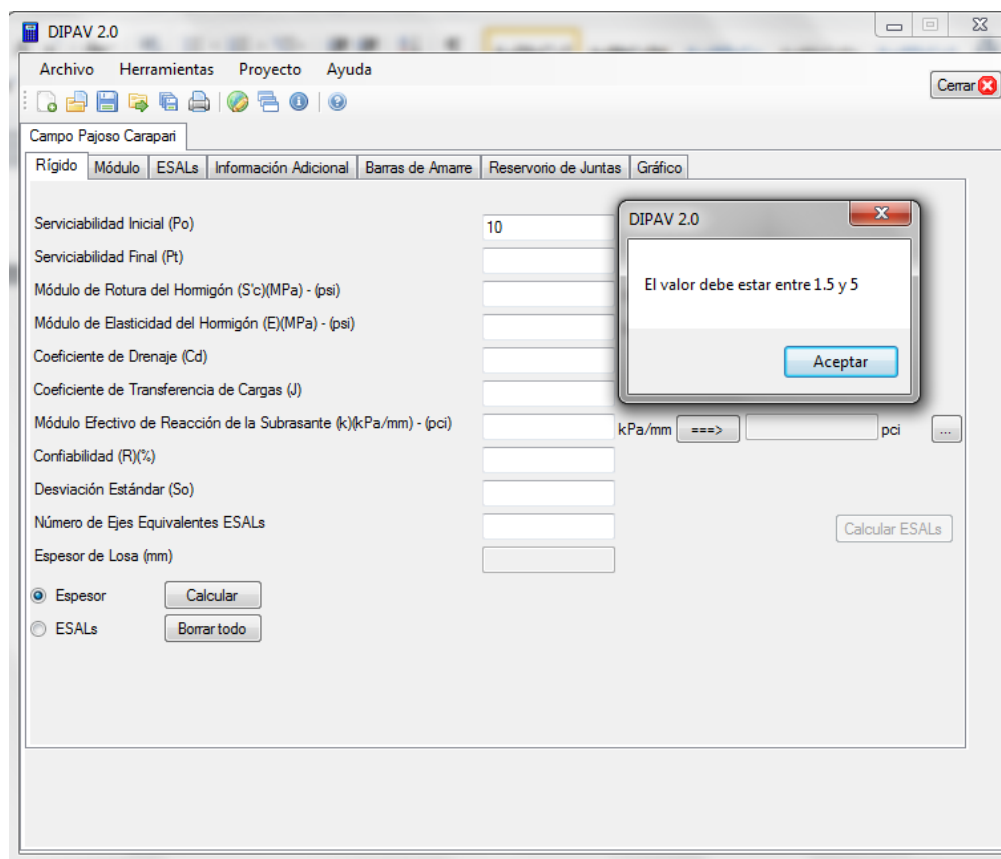 DIPAV 2.0
Archivo Herramientas Proyecto Ayuda
Cerrar
Campo Pajoso Carapari
Rígido Módulo ESALs Información Adicional Barras de Amarre Reservorio de Juntas Gráfico
Serviciabilidad Inicial (Po) 10
Serviciabilidad Final (Pt)
Módulo de Rotura del Hormigón (S'c)(MPa) - (psi)
Módulo de Elasticidad del Hormigón (E)(MPa) - (psi)
Coeficiente de Drenaje (Cd)
Coeficiente de Transferencia de Cargas (J)
Módulo Efectivo de Reacción de la Subrasante (k)(kPa/mm) - (pci) kPa/mm ===> pci ...
Confiabilidad (R)(%)
Desviación Estándar (So)
Número de Ejes Equivalentes ESALs Calcular ESALs
Espesor de Losa (mm)
Espesor Calcular
ESALs Borrar todo
DIPAV 2.0
El valor debe estar entre 1.5 y 5
Aceptar